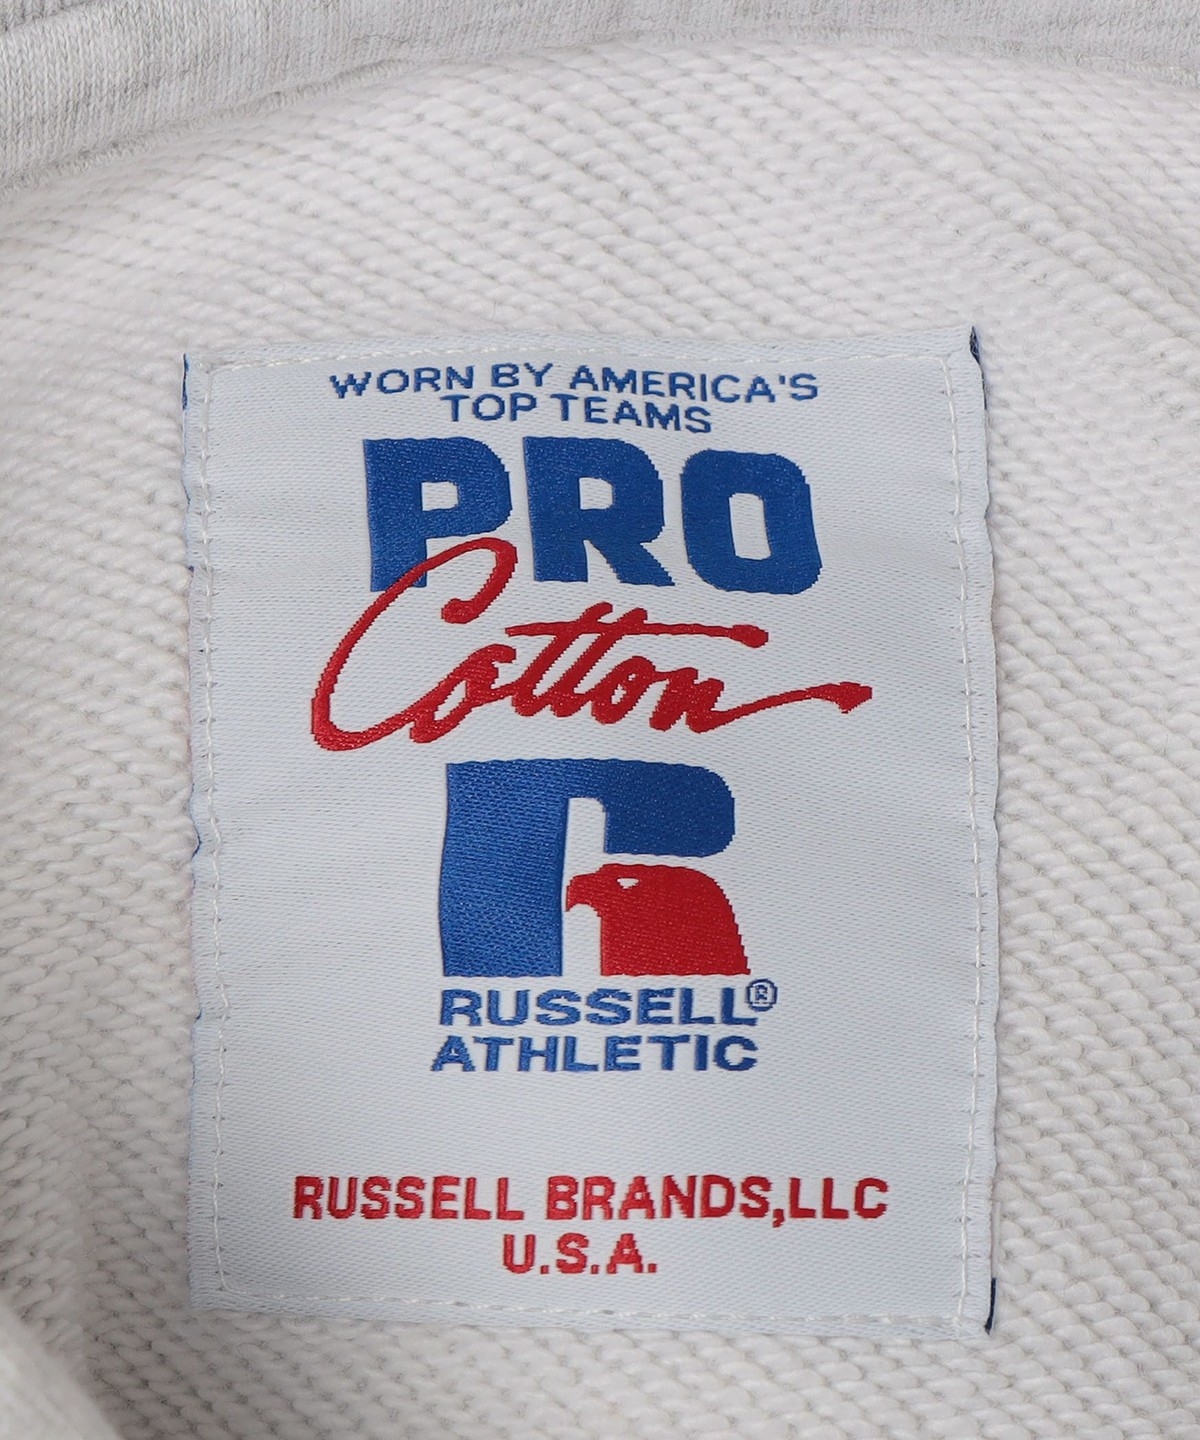 WORN BY AMERICA'S
TOP TEAMS
PRO
Cotton
R
RUSSELL®
ATHLETIC
RUSSELL BRANDS,LLC
U.S.A.